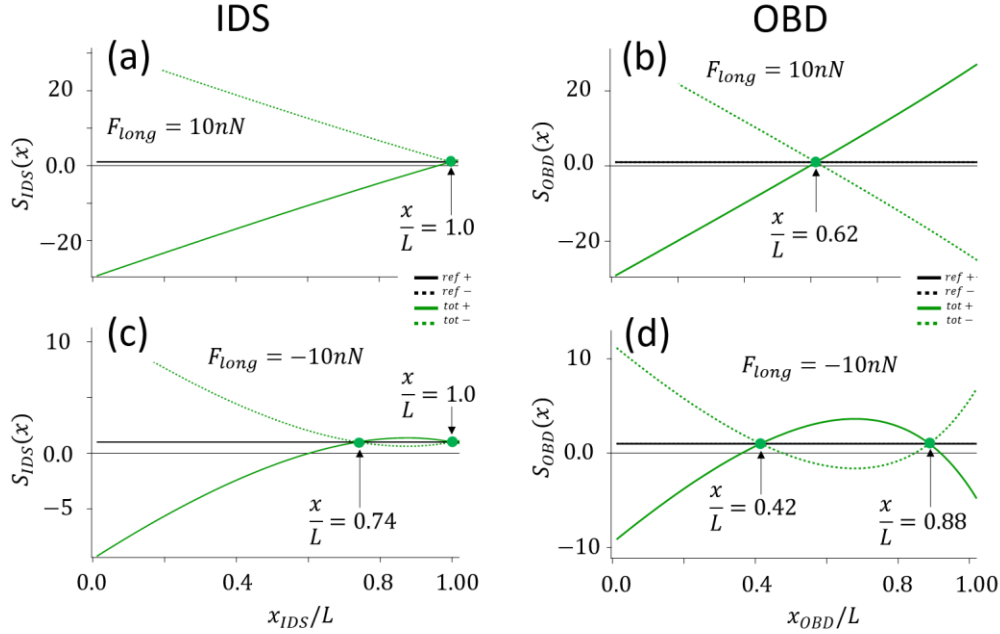 IDS
OBD
(a)
F_long = 10nN
S_IDS(x)
20
0.0
−20
x/L = 1.0
(b)
F_long = 10nN
S_OBD(x)
20
0.0
−20
x/L = 0.62
ref +
ref −
tot +
tot −
ref +
ref −
tot +
tot −
(c)
F_long = −10nN
S_IDS(x)
10
0.0
−5
x/L = 1.0
x/L = 0.74
0.0 0.4 0.8 1.00
x_IDS/L
(d)
F_long = −10nN
S_OBD(x)
10
0.0
−10
x/L = 0.42
x/L = 0.88
0.0 0.4 0.8 1.00
x_OBD/L